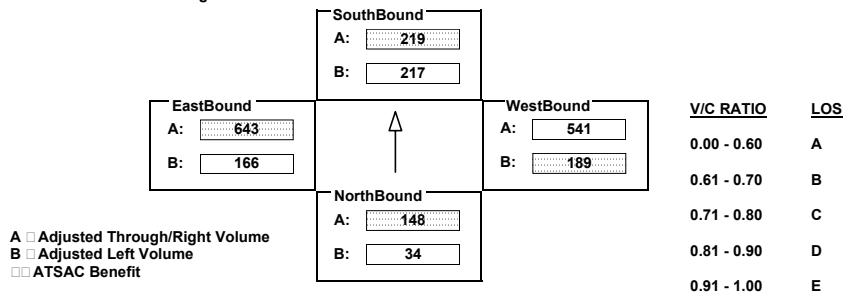 SouthBound
A: 219
B: 217
EastBound
A: 643
B: 166
WestBound
A: 541
B: 189
NorthBound
A: 148
B: 34
A □ Adjusted Through/Right Volume
B □ Adjusted Left Volume
□□ ATSAC Benefit
V/C RATIO LOS
0.00 - 0.60 A
0.61 - 0.70 B
0.71 - 0.80 C
0.81 - 0.90 D
0.91 - 1.00 E